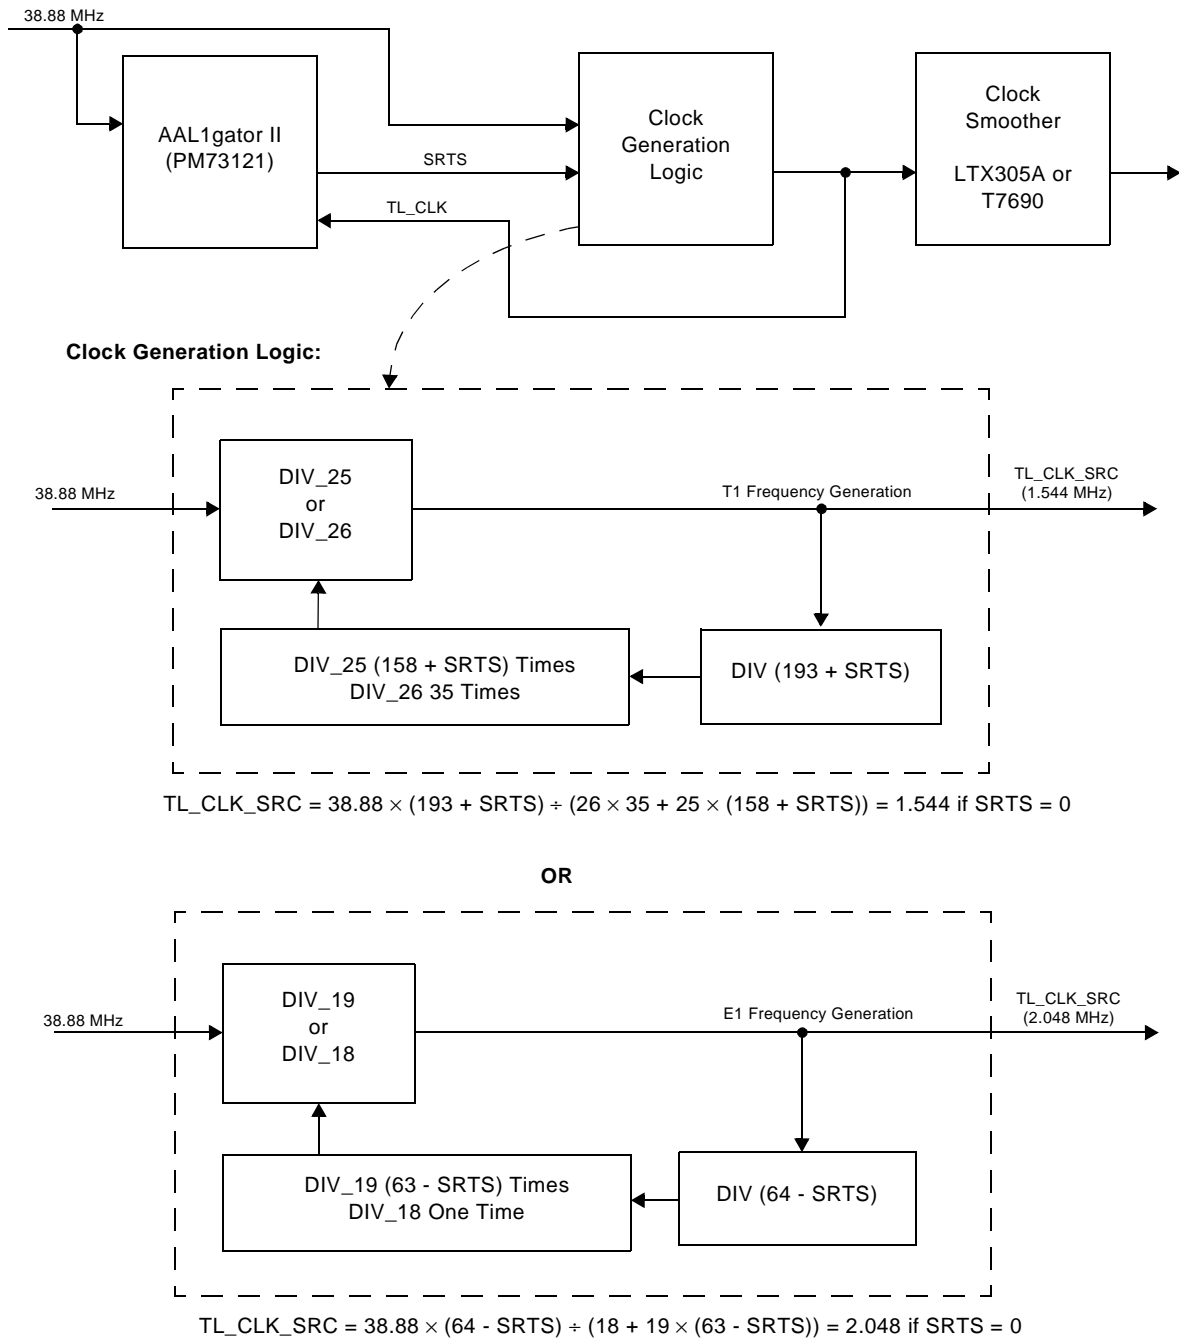 38.88 MHz
AAL1gator II
(PM73121)
SRTS
TL_CLK
Clock
Generation
Logic
Clock
Smoother
LTX305A or
T7690
Clock Generation Logic:
38.88 MHz
DIV_25
or
DIV_26
T1 Frequency Generation
TL_CLK_SRC
(1.544 MHz)
DIV_25 (158 + SRTS) Times
DIV_26 35 Times
DIV (193 + SRTS)
TL_CLK_SRC = 38.88 × (193 + SRTS) ÷ (26 × 35 + 25 × (158 + SRTS)) = 1.544 if SRTS = 0
OR
38.88 MHz
DIV_19
or
DIV_18
E1 Frequency Generation
TL_CLK_SRC
(2.048 MHz)
DIV_19 (63 - SRTS) Times
DIV_18 One Time
DIV (64 - SRTS)
TL_CLK_SRC = 38.88 × (64 - SRTS) ÷ (18 + 19 × (63 - SRTS)) = 2.048 if SRTS = 0